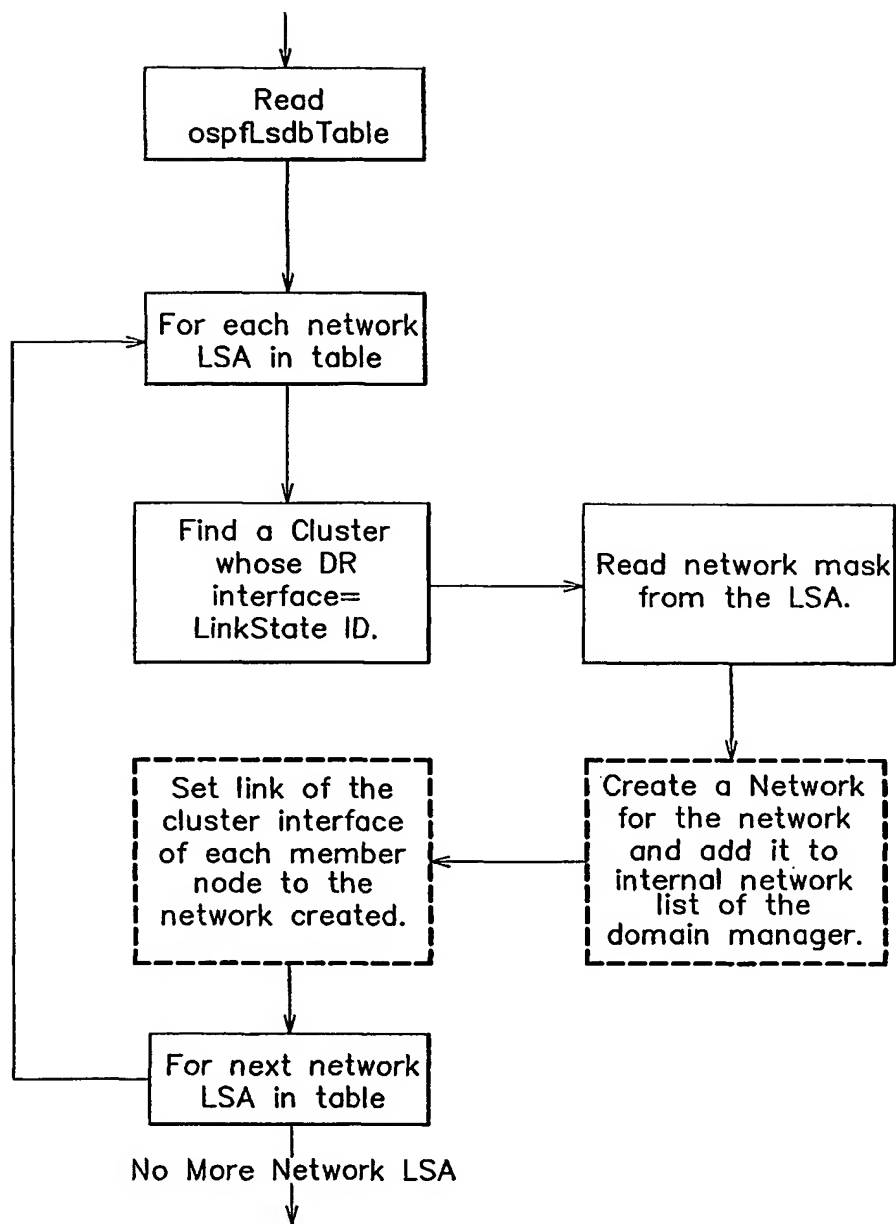 Read
ospfLsdbTable
For each network
LSA in table
Find a Cluster
whose DR
interface=
LinkState ID.
Read network mask
from the LSA.
Create a Network
for the network
and add it to
internal network
list of the
domain manager.
Set link of the
cluster interface
of each member
node to the
network created.
For next network
LSA in table
No More Network LSA